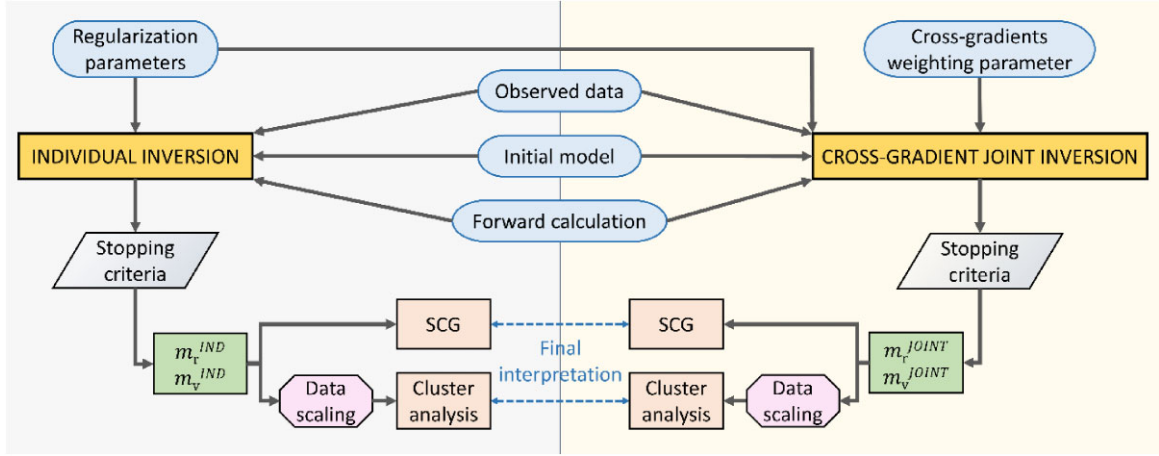 Regularization
parameters
Cross-gradients
weighting parameter
Observed data
INDIVIDUAL INVERSION
Initial model
CROSS-GRADIENT JOINT INVERSION
Forward calculation
Stopping
criteria
Stopping
criteria
SCG
SCG
Final
interpretation
m_r^IND
m_v^IND
m_r^JOINT
m_v^JOINT
Data
scaling
Cluster
analysis
Cluster
analysis
Data
scaling